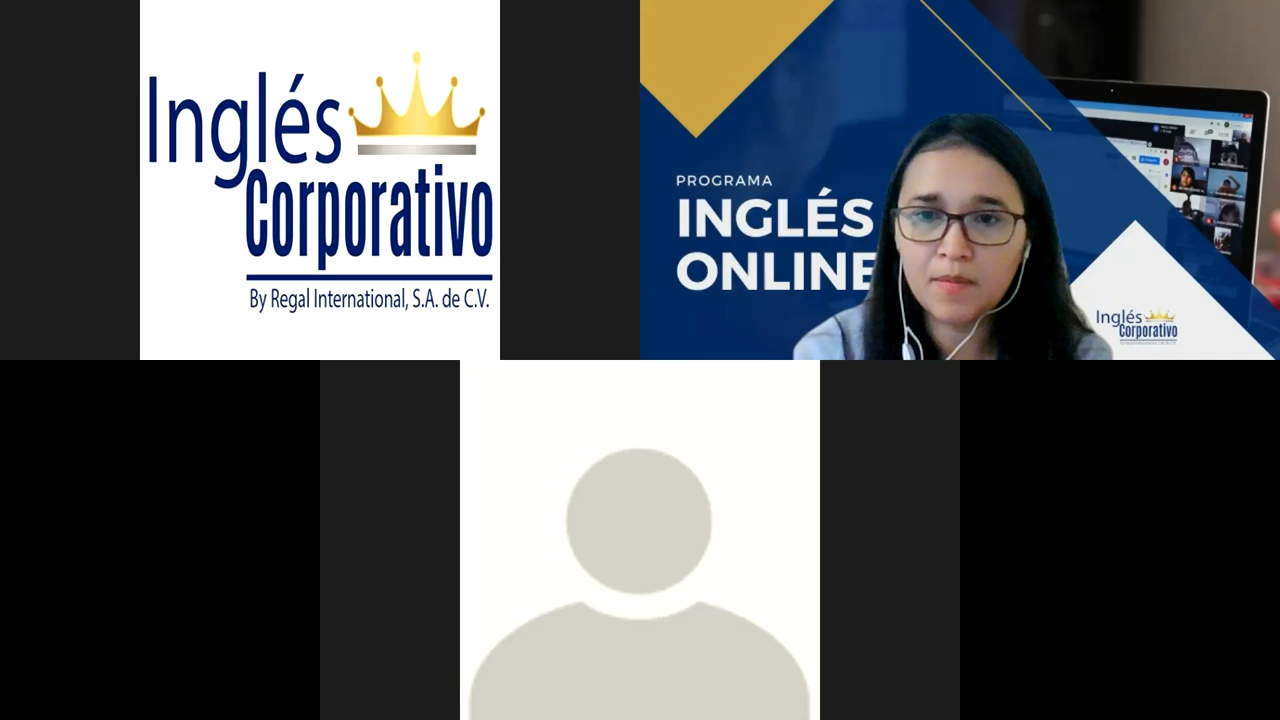 Inglés
Corporativo
By Regal International, S.A. de C.V.
PROGRAMA
INGLÉS
ONLINE
Inglés
Corporativo